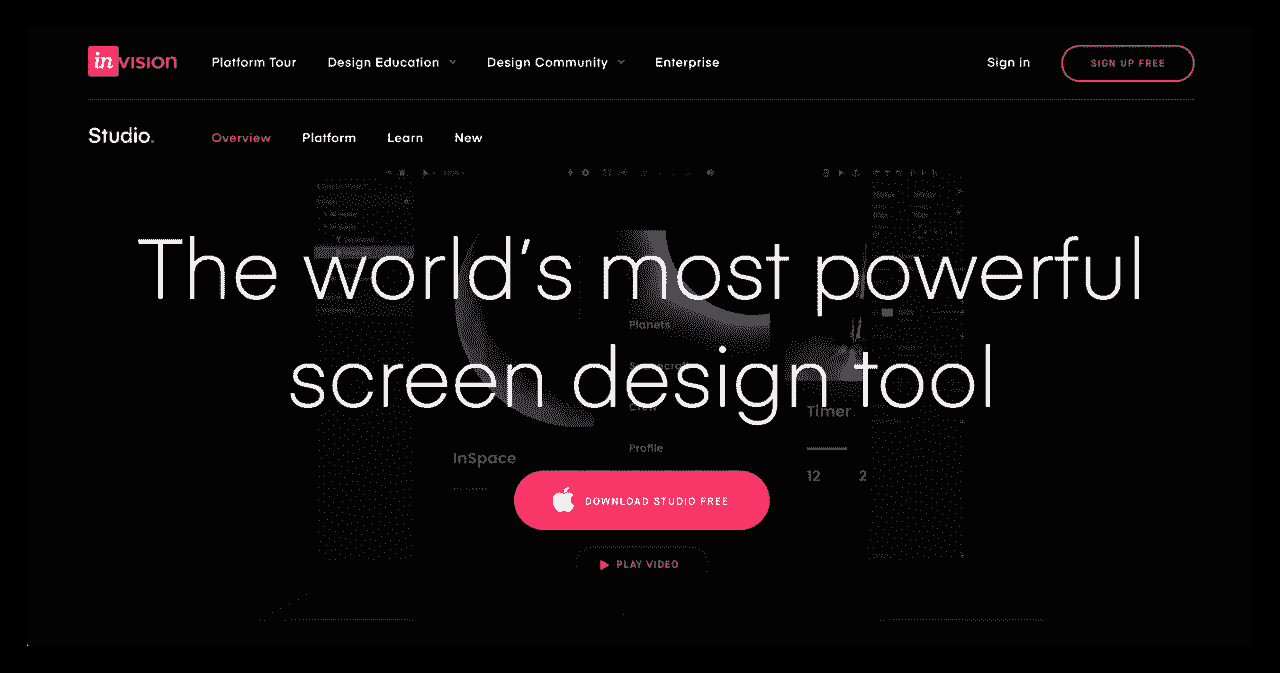 invision Platform Tour Design Education Design Community Enterprise Sign in SIGN UP FREE
Studio. Overview Platform Learn New
The world's most powerful
screen design tool
Planets
Timer
Profile
InSpace
12 2
DOWNLOAD STUDIO FREE
PLAY VIDEO